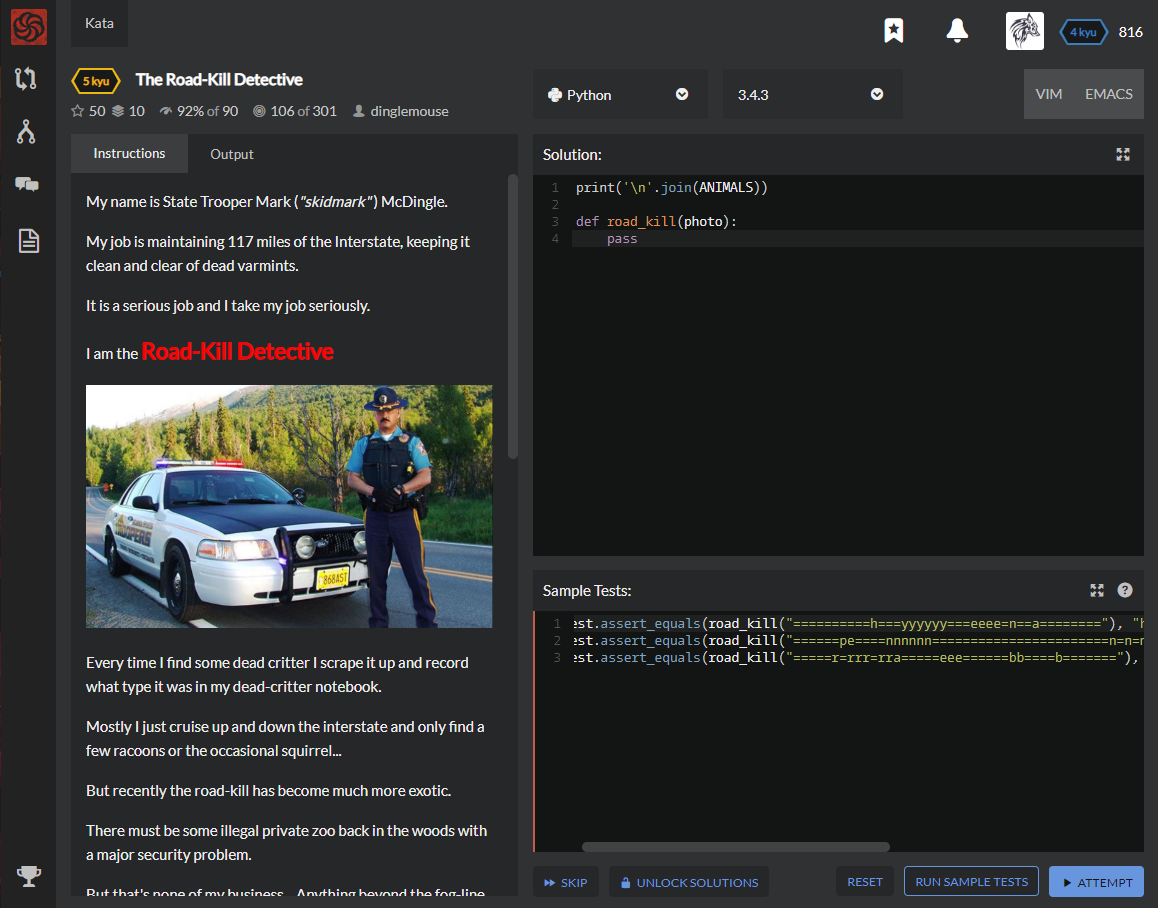 Kata
4 kyu 816
5 kyu The Road-Kill Detective
50 10 92% of 90 106 of 301 dinglemouse
Python
3.4.3
VIM EMACS
Instructions Output
My name is State Trooper Mark ("skidmark") McDingle.
My job is maintaining 117 miles of the Interstate, keeping it
clean and clear of dead varmints.
It is a serious job and I take my job seriously.
I am the Road-Kill Detective
TROOPERS
868AST
Every time I find some dead critter I scrape it up and record
what type it was in my dead-critter notebook.
Mostly I just cruise up and down the interstate and only find a
few racoons or the occasional squirrel...
But recently the road-kill has become much more exotic.
There must be some illegal private zoo back in the woods with
a major security problem.
But that's none of my business... Anything beyond the fog-line
Solution:
1 print('\n'.join(ANIMALS))
2
3 def road_kill(photo):
4 pass
Sample Tests:
1 est.assert_equals(road_kill("==========h===yyyyyy===eeee=n==a========"), "h
2 est.assert_equals(road_kill("======pe====nnnnnn=======================n=n=n
3 est.assert_equals(road_kill("=====r=rrr=rra=====eee======bb====b======="),
SKIP
UNLOCK SOLUTIONS
RESET
RUN SAMPLE TESTS
ATTEMPT